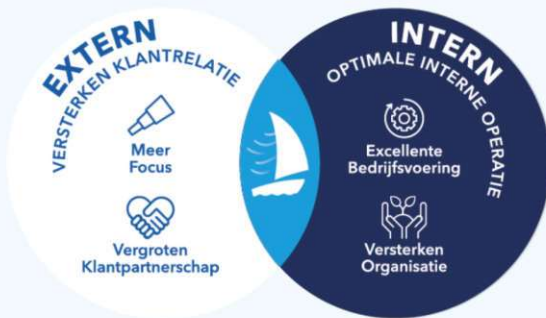 EXTERN
VERSTERKEN KLANTRELATIE
Meer
Focus
Vergroten
Klantpartnerschap
INTERN
OPTIMALE INTERNE OPERATIE
Excellente
Bedrijfsvoering
Versterken
Organisatie